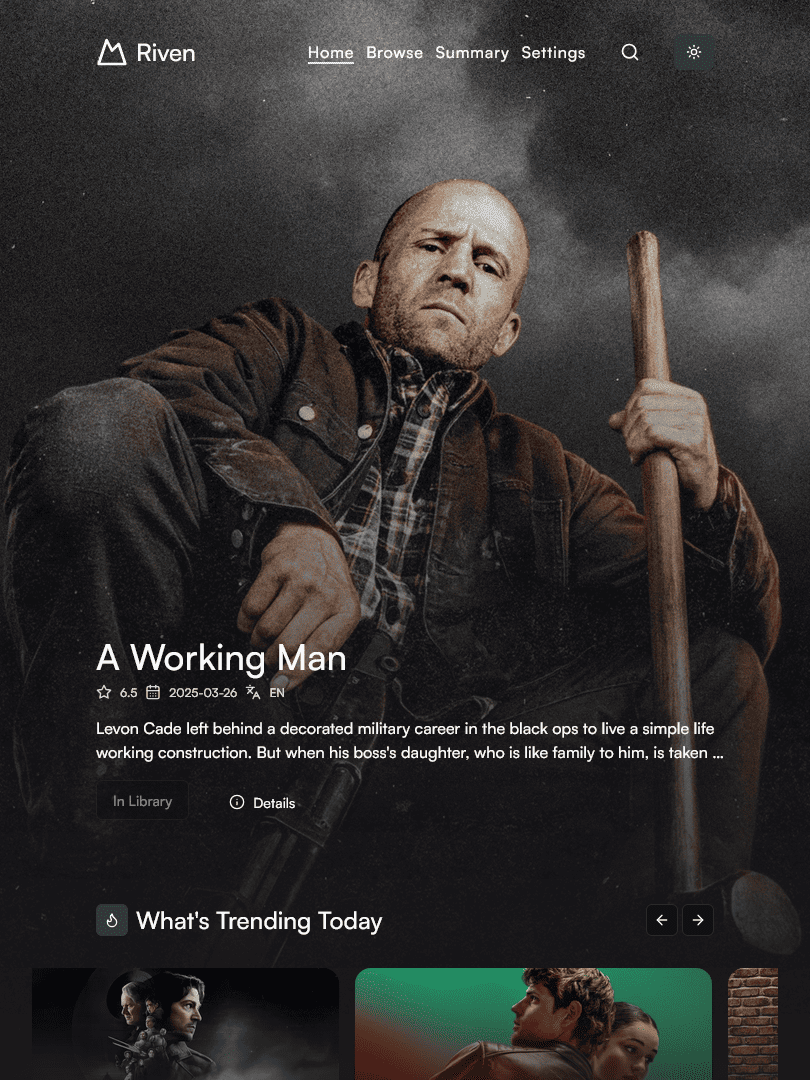 Riven
Home Browse Summary Settings
A Working Man
6.5 2025-03-26 EN
Levon Cade left behind a decorated military career in the black ops to live a simple life
working construction. But when his boss's daughter, who is like family to him, is taken ...
In Library Details
What's Trending Today